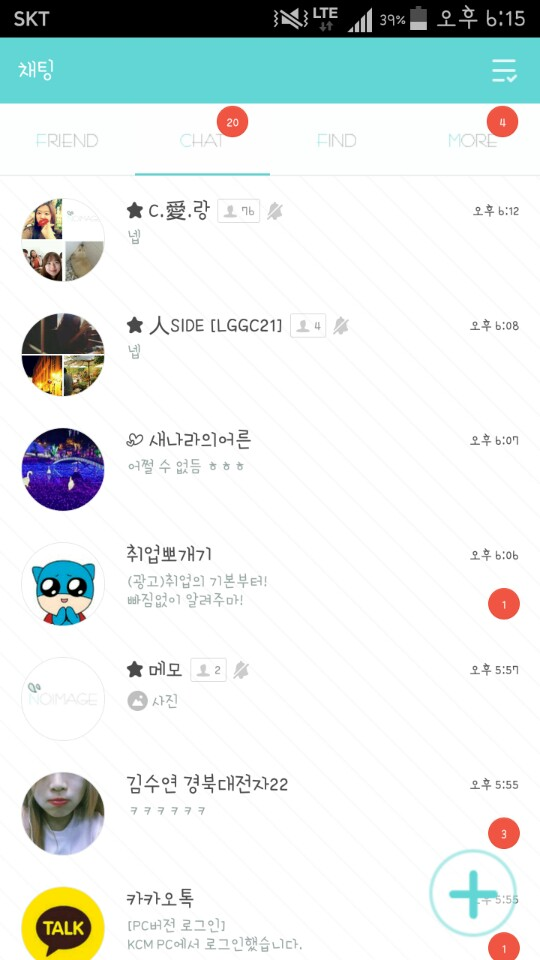 SKT LTE 39% 오후 6:15
채팅
FRIEND CHAT 20 FIND MORE 4
C.愛.랑 76 오후 6:12
넵
人SIDE [LGGC21] 4 오후 6:08
넵
새나라의어른 오후 6:07
어쩔 수 없듬 ㅎㅎㅎ
취업뽀개기 오후 6:06
(광고)취업의 기본부터!
빠짐없이 알려주마!
1
메모 2 오후 5:57
NOIMAGE
사진
김수연 경북대전자22 오후 5:55
ㅋㅋㅋㅋㅋㅋ
3
카카오톡 오후 5:55
TALK
[PC버전 로그인]
KCM PC에서 로그인했습니다.
1